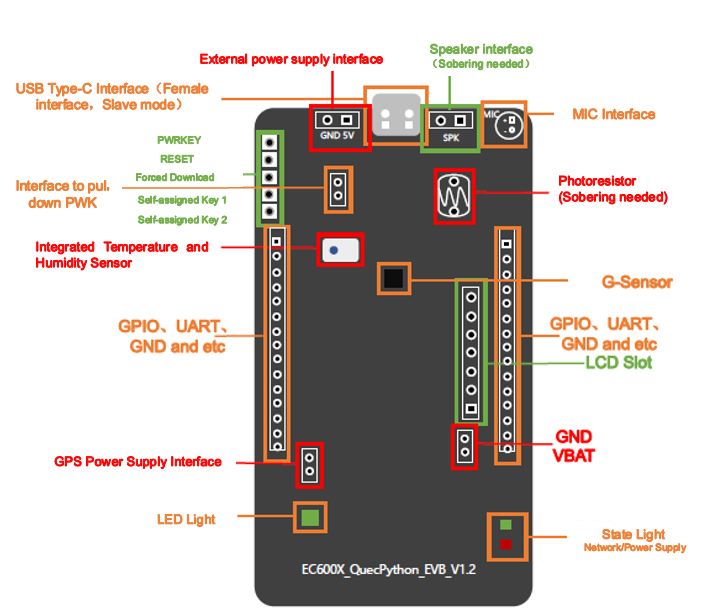 External power supply interface
Speaker interface
（Sobering needed）
USB Type-C Interface（Female
interface，Slave mode）
MIC Interface
MIC
GND 5V
SPK
PWRKEY
RESET
Forced Download
Self-assigned Key 1
Self-assigned Key 2
Interface to pul,
down PWK
Photoresistor
(Sobering needed)
Integrated Temperature and
Humidity Sensor
G-Sensor
GPIO、UART、
GND and etc
GPIO、UART、
GND and etc
LCD Slot
GND
VBAT
GPS Power Supply Interface
LED Light
State Light
Network/Power Supply
EC600X_QuecPython_EVB_V1.2